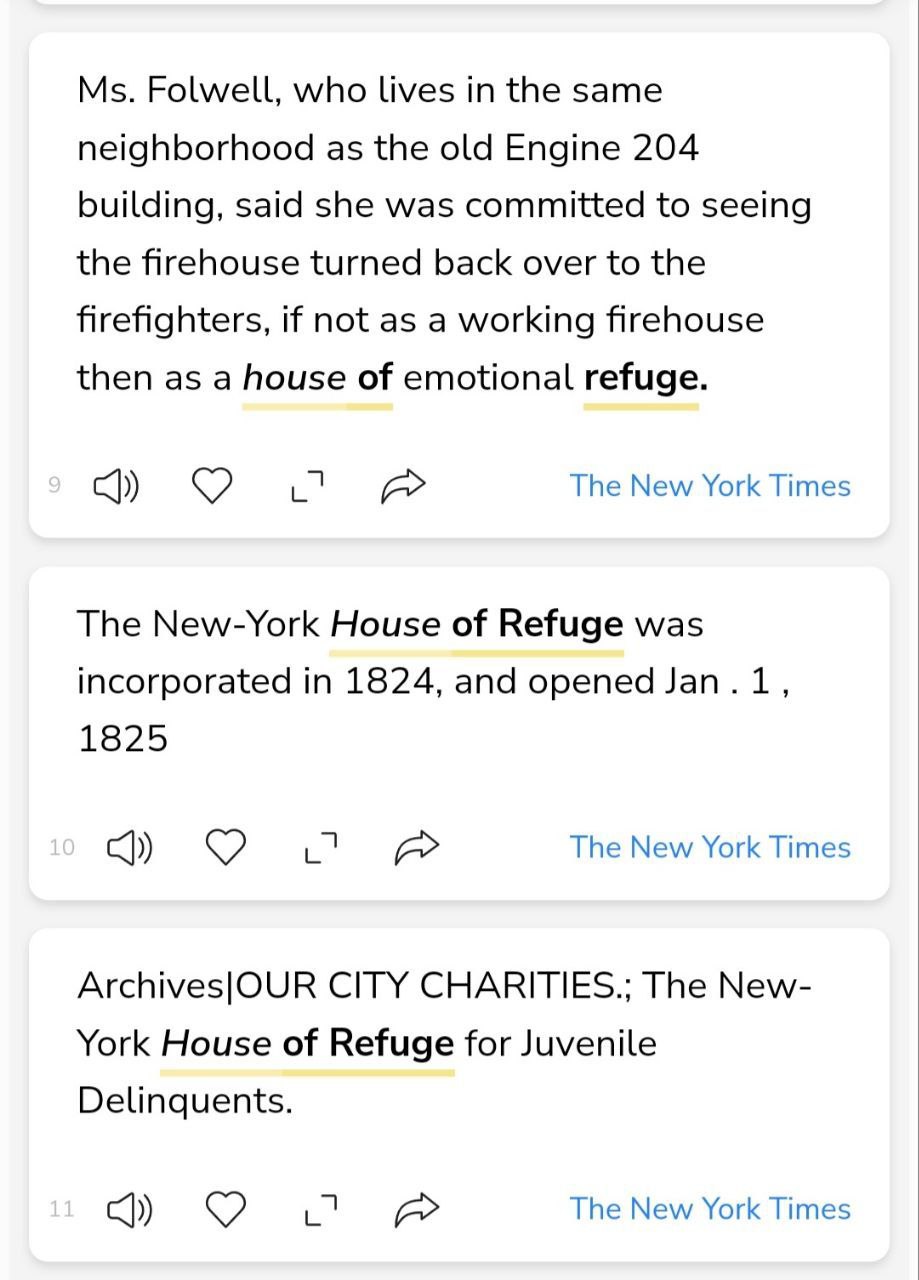 Ms. Folwell, who lives in the same
neighborhood as the old Engine 204
building, said she was committed to seeing
the firehouse turned back over to the
firefighters, if not as a working firehouse
then as a house of emotional refuge.
9 The New York Times
The New-York House of Refuge was
incorporated in 1824, and opened Jan . 1 ,
1825
10 The New York Times
Archives|OUR CITY CHARITIES.; The New-
York House of Refuge for Juvenile
Delinquents.
11 The New York Times